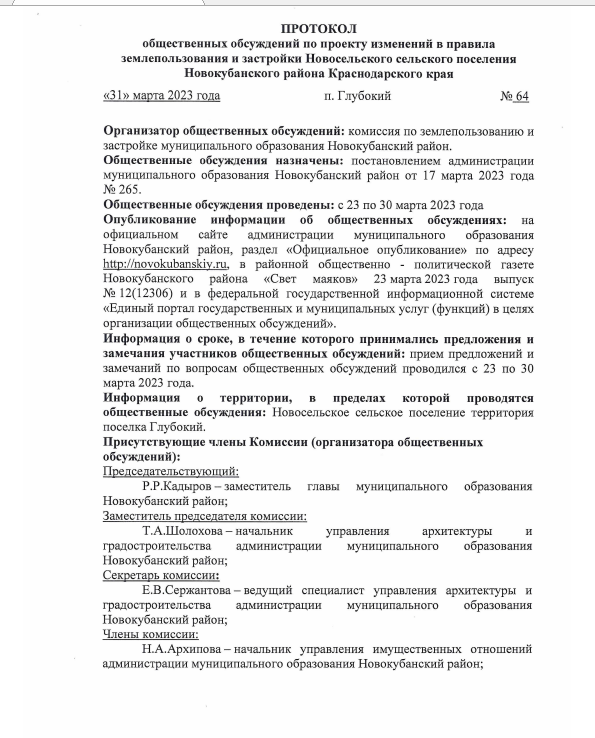 ПРОТОКОЛ
общественных обсуждений по проекту изменений в правила
землепользования и застройки Новосельского сельского поселения
Новокубанского района Краснодарского края
«31» марта 2023 года п. Глубокий № 64
Организатор общественных обсуждений: комиссия по землепользованию и
застройке муниципального образования Новокубанский район.
Общественные обсуждения назначены: постановлением администрации
муниципального образования Новокубанский район от 17 марта 2023 года
№ 265.
Общественные обсуждения проведены: с 23 по 30 марта 2023 года
Опубликование информации об общественных обсуждениях: на
официальном сайте администрации муниципального образования
Новокубанский район, раздел «Официальное опубликование» по адресу
http://novokubanskiy.ru, в районной общественно - политической газете
Новокубанского района «Свет маяков» 23 марта 2023 года выпуск
№ 12(12306) и в федеральной государственной информационной системе
«Единый портал государственных и муниципальных услуг (функций) в целях
организации общественных обсуждений».
Информация о сроке, в течение которого принимались предложения и
замечания участников общественных обсуждений: прием предложений и
замечаний по вопросам общественных обсуждений проводился с 23 по 30
марта 2023 года.
Информация о территории, в пределах которой проводятся
общественные обсуждения: Новосельское сельское поселение территория
поселка Глубокий.
Присутствующие члены Комиссии (организатора общественных
обсуждений):
Председательствующий:
Р.Р.Кадыров – заместитель главы муниципального образования
Новокубанский район;
Заместитель председателя комиссии:
Т.А.Шолохова – начальник управления архитектуры и
градостроительства администрации муниципального образования
Новокубанский район;
Секретарь комиссии:
Е.В.Сержантова – ведущий специалист управления архитектуры и
градостроительства администрации муниципального образования
Новокубанский район;
Члены комиссии:
Н.А.Архипова – начальник управления имущественных отношений
администрации муниципального образования Новокубанский район;